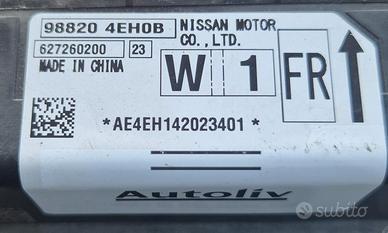 98820 4EH0B
NISSAN MOTOR CO., LTD.
627260200 23
MADE IN CHINA
W 1 FR
*AE4EH142023401*
Autoliv
subito